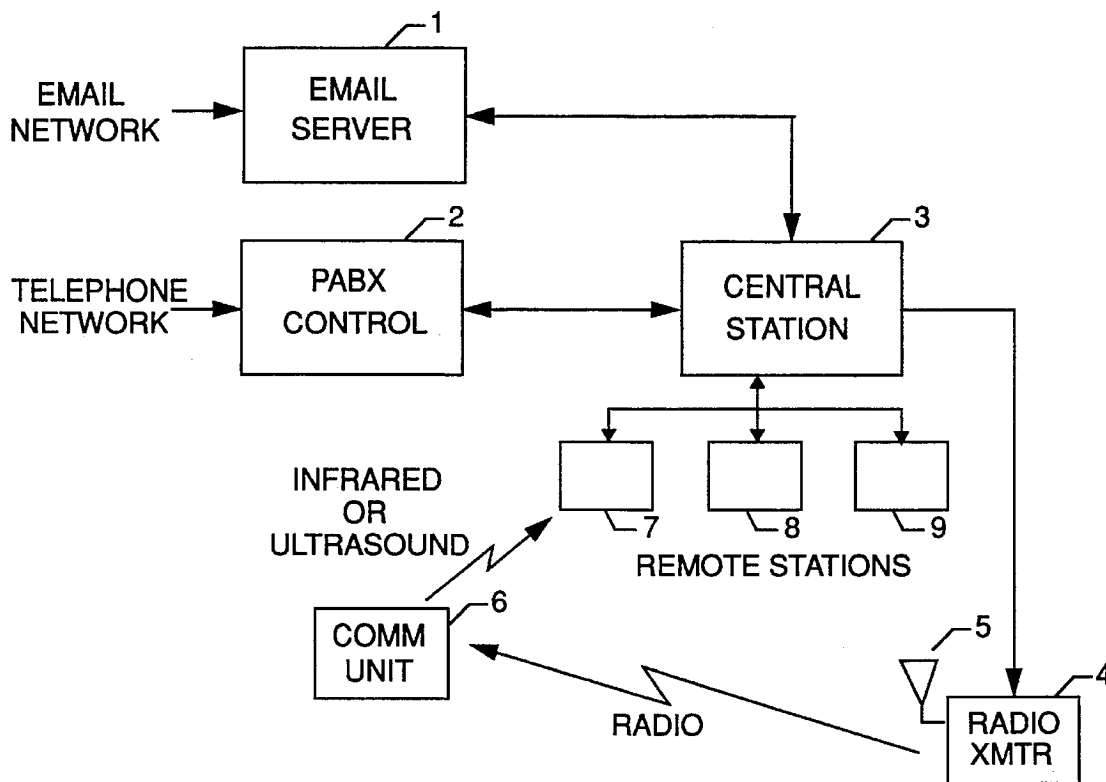 1
EMAIL
NETWORK
EMAIL
SERVER
2
TELEPHONE
NETWORK
PABX
CONTROL
3
CENTRAL
STATION
INFRARED
OR
ULTRASOUND
7
8
9
REMOTE STATIONS
6
COMM
UNIT
RADIO
5
4
RADIO
XMTR